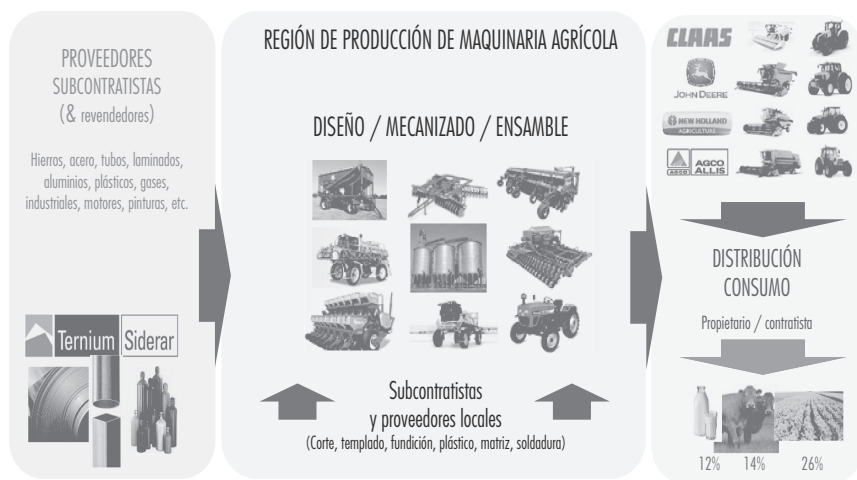 PROVEEDORES
SUBCONTRATISTAS
(& revendedores)
Hierros, acero, tubos, laminados,
aluminios, plásticos, gases,
industriales, motores, pinturas, etc.
Ternium Siderar
REGIÓN DE PRODUCCIÓN DE MAQUINARIA AGRÍCOLA
DISEÑO / MECANIZADO / ENSAMBLE
Subcontratistas
y proveedores locales
(Corte, templado, fundición, plástico, matriz, soldadura)
CLAAS
JOHN DEERE
NEW HOLLAND
AGRICULTURE
AGCO
AGCO
ALLIS
DISTRIBUCIÓN
CONSUMO
Propietario / contratista
12% 14% 26%